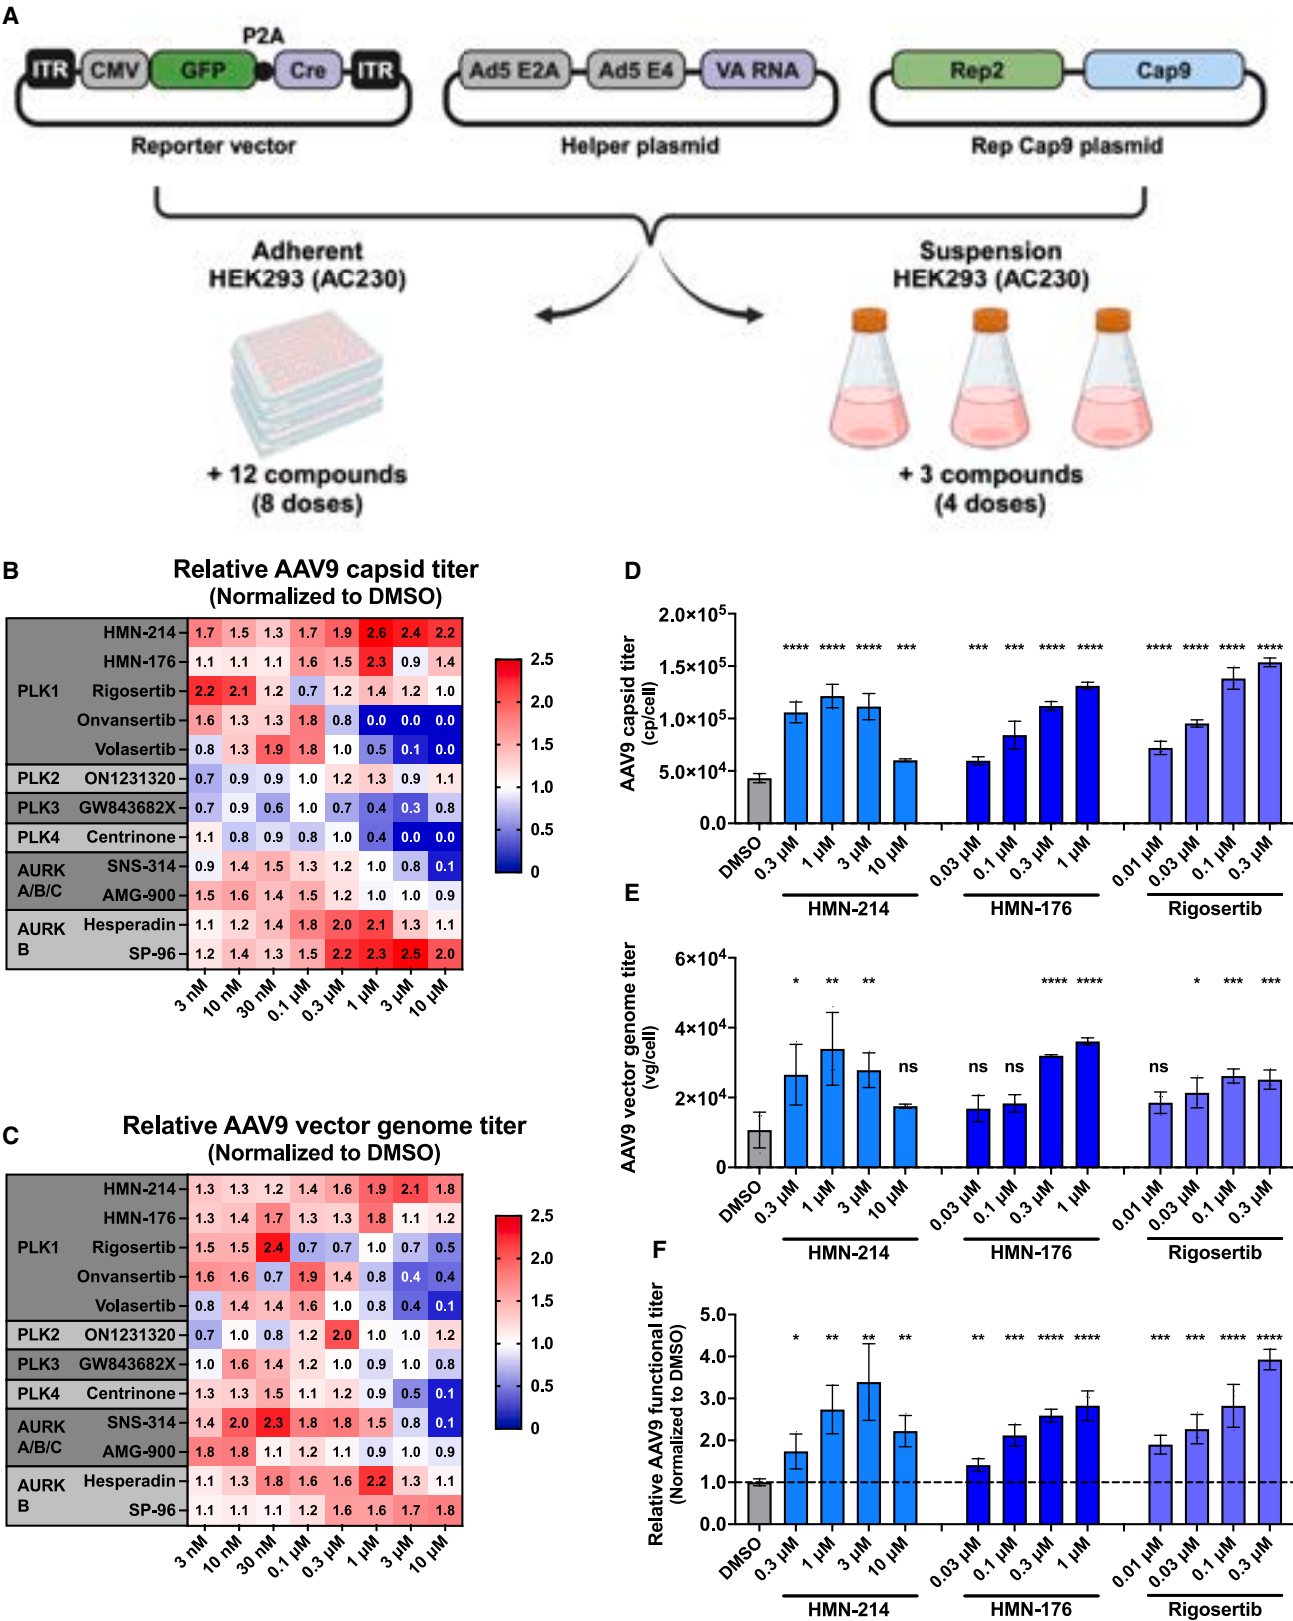 A
P2A
ITR CMV GFP Cre ITR
Ad5 E2A Ad5 E4 VA RNA
Rep2 Cap9
Reporter vector
Helper plasmid
Rep Cap9 plasmid
Adherent
HEK293 (AC230)
Suspension
HEK293 (AC230)
+ 12 compounds
(8 doses)
+ 3 compounds
(4 doses)
B
Relative AAV9 capsid titer
(Normalized to DMSO)
PLK1
HMN-214 1.7 1.5 1.3 1.7 1.9 2.6 2.4 2.2
HMN-176 1.1 1.1 1.1 1.6 1.5 2.3 0.9 1.4
Rigosertib 2.2 2.1 1.2 0.7 1.2 1.4 1.2 1.0
Onvansertib 1.6 1.3 1.3 1.8 0.8 0.0 0.0 0.0
Volasertib 0.8 1.3 1.9 1.8 1.0 0.5 0.1 0.0
PLK2 ON1231320 0.7 0.9 0.9 1.0 1.2 1.3 0.9 1.1
PLK3 GW843682X 0.7 0.9 0.6 1.0 0.7 0.4 0.3 0.8
PLK4 Centrinone 1.1 0.8 0.9 0.8 1.0 0.4 0.0 0.0
AURK
A/B/C
SNS-314 0.9 1.4 1.5 1.3 1.2 1.0 0.8 0.1
AMG-900 1.5 1.6 1.4 1.5 1.2 1.0 1.0 0.9
AURK
B
Hesperadin 1.1 1.2 1.4 1.8 2.0 2.1 1.3 1.1
SP-96 1.2 1.4 1.3 1.5 2.2 2.3 2.5 2.0
3 nM 10 nM 30 nM 0.1 µM 0.3 µM 1 µM 3 µM 10 µM
2.5
2.0
1.5
1.0
0.5
0
C
Relative AAV9 vector genome titer
(Normalized to DMSO)
PLK1
HMN-214 1.3 1.3 1.2 1.4 1.6 1.9 2.1 1.8
HMN-176 1.3 1.4 1.7 1.3 1.3 1.8 1.1 1.2
Rigosertib 1.5 1.5 2.4 0.7 0.7 1.0 0.7 0.5
Onvansertib 1.6 1.6 0.7 1.9 1.4 0.8 0.4 0.4
Volasertib 0.8 1.4 1.4 1.6 1.0 0.8 0.4 0.1
PLK2 ON1231320 0.7 1.0 0.8 1.2 2.0 1.0 1.0 1.2
PLK3 GW843682X 1.0 1.6 1.4 1.2 1.0 0.9 1.0 0.8
PLK4 Centrinone 1.3 1.3 1.5 1.1 1.2 0.9 0.5 0.1
AURK
A/B/C
SNS-314 1.4 2.0 2.3 1.8 1.8 1.5 0.8 0.1
AMG-900 1.8 1.8 1.1 1.2 1.1 0.9 1.0 0.9
AURK
B
Hesperadin 1.1 1.3 1.8 1.6 1.6 2.2 1.3 1.1
SP-96 1.1 1.1 1.1 1.2 1.6 1.6 1.7 1.8
3 nM 10 nM 30 nM 0.1 µM 0.3 µM 1 µM 3 µM 10 µM
2.5
2.0
1.5
1.0
0.5
0
D
AAV9 capsid titer
(cp/cell)
2.0×10⁵
1.5×10⁵
1.0×10⁵
5.0×10⁴
0.0
**** **** **** *** *** *** **** **** **** **** **** ****
DMSO 0.3 µM 1 µM 3 µM 10 µM 0.03 µM 0.1 µM 0.3 µM 1 µM 0.01 µM 0.03 µM 0.1 µM 0.3 µM
HMN-214 HMN-176 Rigosertib
E
AAV9 vector genome titer
(vg/cell)
6×10⁴
4×10⁴
2×10⁴
0
* ** ** ns ns ns **** **** ns * *** ***
DMSO 0.3 µM 1 µM 3 µM 10 µM 0.03 µM 0.1 µM 0.3 µM 1 µM 0.01 µM 0.03 µM 0.1 µM 0.3 µM
HMN-214 HMN-176 Rigosertib
F
Relative AAV9 functional titer
(Normalized to DMSO)
5.0
4.0
3.0
2.0
1.0
0.0
* ** ** ** ** *** **** **** *** *** **** ****
DMSO 0.3 µM 1 µM 3 µM 10 µM 0.03 µM 0.1 µM 0.3 µM 1 µM 0.01 µM 0.03 µM 0.1 µM 0.3 µM
HMN-214 HMN-176 Rigosertib